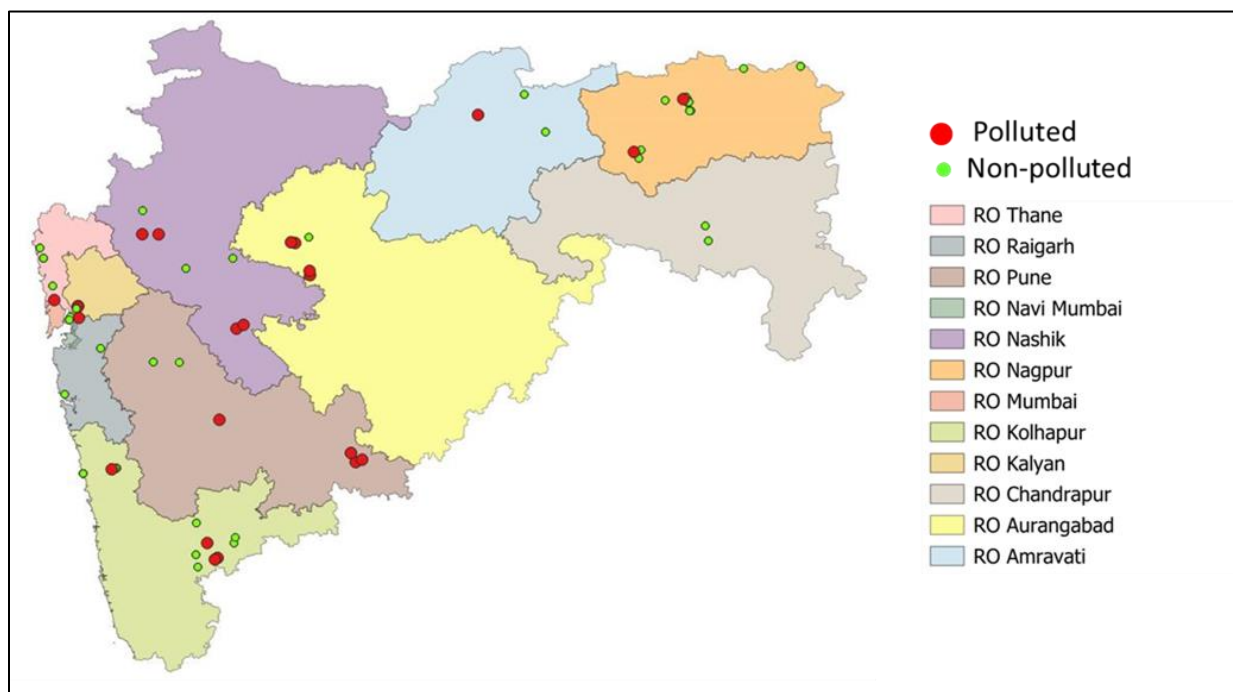 Polluted
Non-polluted
RO Thane
RO Raigarh
RO Pune
RO Navi Mumbai
RO Nashik
RO Nagpur
RO Mumbai
RO Kolhapur
RO Kalyan
RO Chandrapur
RO Aurangabad
RO Amravati